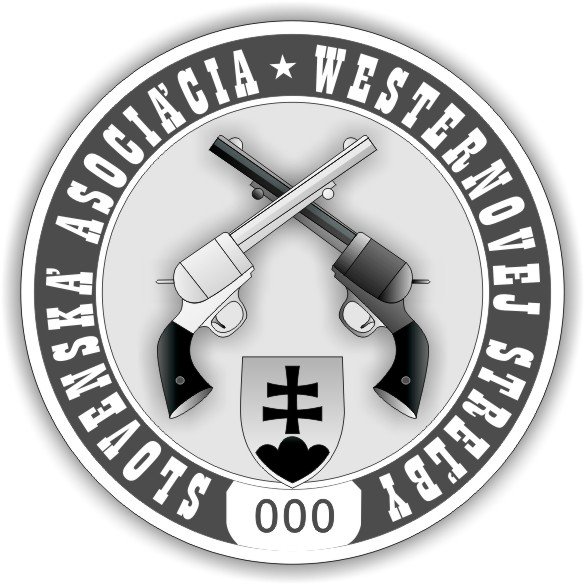 SLOVENSKÁ ASOCIÁCIA ★ WESTERNOVEJ STREĽBY
000